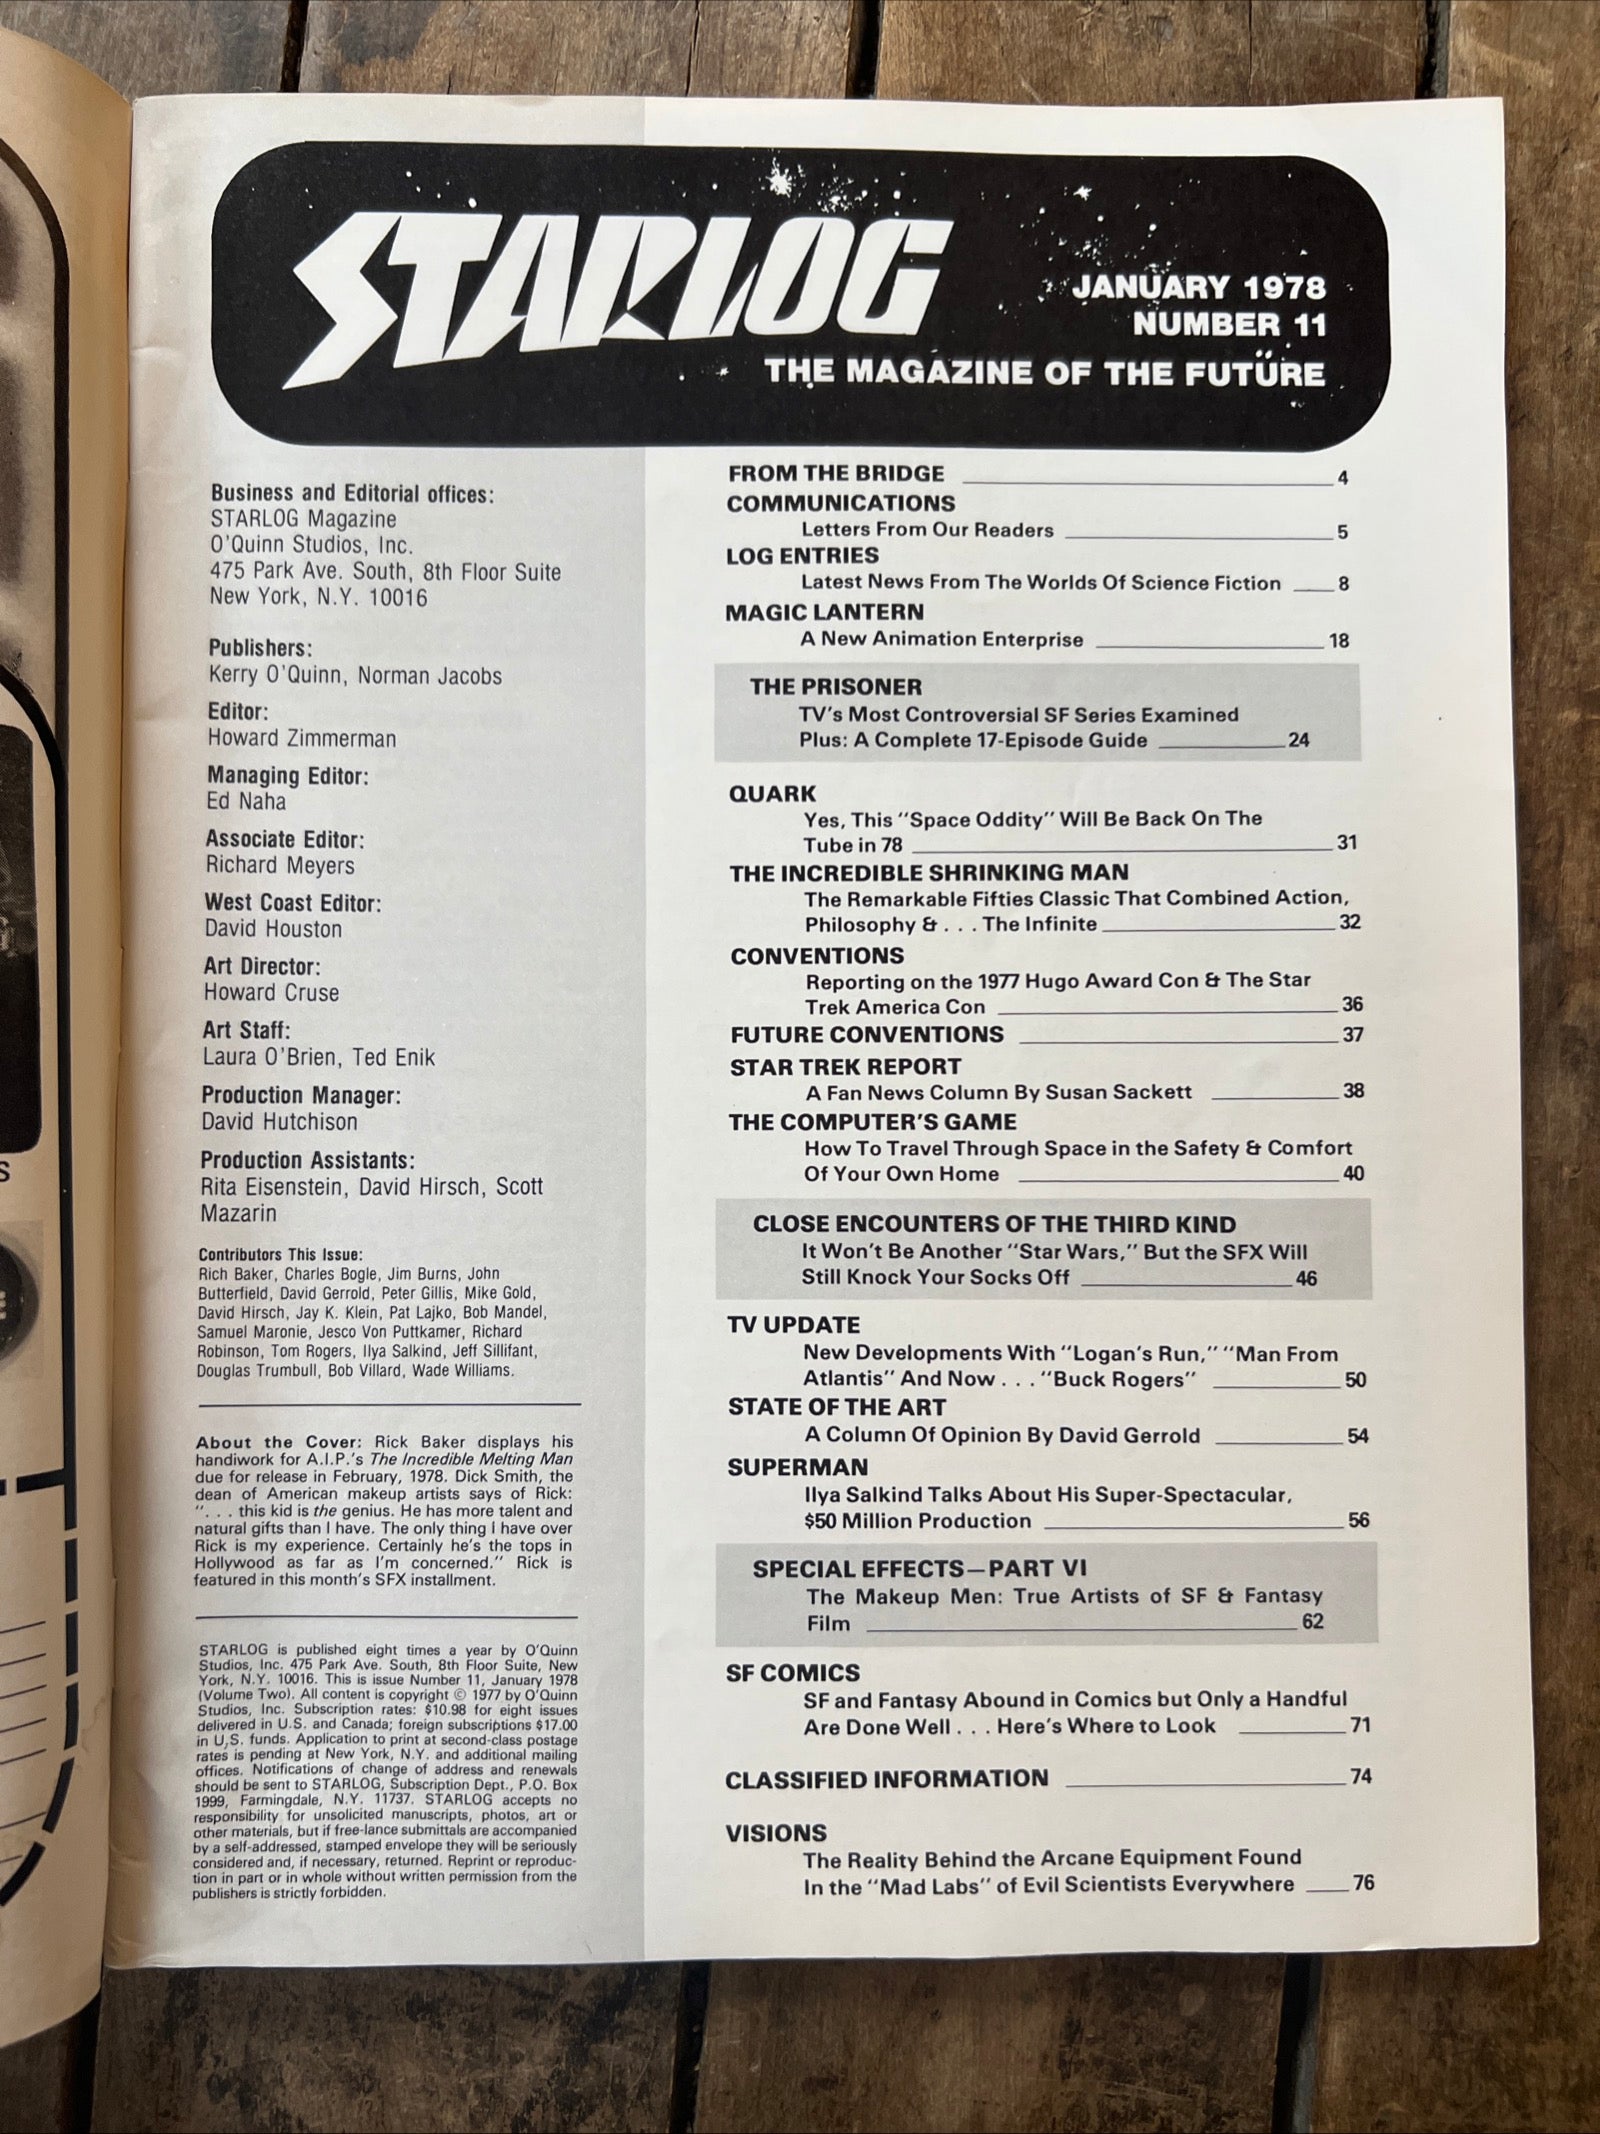 STARLOG
JANUARY 1978
NUMBER 11
THE MAGAZINE OF THE FUTURE
Business and Editorial offices:
STARLOG Magazine
O'Quinn Studios, Inc.
475 Park Ave. South, 8th Floor Suite
New York, N.Y. 10016
Publishers:
Kerry O'Quinn, Norman Jacobs
Editor:
Howard Zimmerman
Managing Editor:
Ed Naha
Associate Editor:
Richard Meyers
West Coast Editor:
David Houston
Art Director:
Howard Cruse
Art Staff:
Laura O'Brien, Ted Enik
Production Manager:
David Hutchison
Production Assistants:
Rita Eisenstein, David Hirsch, Scott
Mazarin
Contributors This Issue:
Rich Baker, Charles Bogle, Jim Burns, John
Butterfield, David Gerrold, Peter Gillis, Mike Gold,
David Hirsch, Jay K. Klein, Pat Lajko, Bob Mandel,
Samuel Maronie, Jesco Von Puttkamer, Richard
Robinson, Tom Rogers, Ilya Salkind, Jeff Sillifant,
Douglas Trumbull, Bob Villard, Wade Williams.
About the Cover: Rick Baker displays his
handiwork for A.I.P.'s The Incredible Melting Man
due for release in February, 1978. Dick Smith, the
dean of American makeup artists says of Rick:
". . . this kid is the genius. He has more talent and
natural gifts than I have. The only thing I have over
Rick is my experience. Certainly he's the tops in
Hollywood as far as I'm concerned." Rick is
featured in this month's SFX installment.
STARLOG is published eight times a year by O'Quinn
Studios, Inc. 475 Park Ave. South, 8th Floor Suite, New
York, N.Y. 10016. This is issue Number 11, January 1978
(Volume Two). All content is copyright © 1977 by O'Quinn
Studios, Inc. Subscription rates: $10.98 for eight issues
delivered in U.S. and Canada; foreign subscriptions $17.00
in U.S. funds. Application to print at second-class postage
rates is pending at New York, N.Y. and additional mailing
offices. Notifications of change of address and renewals
should be sent to STARLOG, Subscription Dept., P.O. Box
1999, Farmingdale, N.Y. 11737. STARLOG accepts no
responsibility for unsolicited manuscripts, photos, art or
other materials, but if free-lance submittals are accompanied
by a self-addressed, stamped envelope they will be seriously
considered and, if necessary, returned. Reprint or reproduc-
tion in part or in whole without written permission from the
publishers is strictly forbidden.
FROM THE BRIDGE 4
COMMUNICATIONS
Letters From Our Readers 5
LOG ENTRIES
Latest News From The Worlds Of Science Fiction 8
MAGIC LANTERN
A New Animation Enterprise 18
THE PRISONER
TV's Most Controversial SF Series Examined
Plus: A Complete 17-Episode Guide 24
QUARK
Yes, This "Space Oddity" Will Be Back On The
Tube in 78 31
THE INCREDIBLE SHRINKING MAN
The Remarkable Fifties Classic That Combined Action,
Philosophy & . . . The Infinite 32
CONVENTIONS
Reporting on the 1977 Hugo Award Con & The Star
Trek America Con 36
FUTURE CONVENTIONS 37
STAR TREK REPORT
A Fan News Column By Susan Sackett 38
THE COMPUTER'S GAME
How To Travel Through Space in the Safety & Comfort
Of Your Own Home 40
CLOSE ENCOUNTERS OF THE THIRD KIND
It Won't Be Another "Star Wars," But the SFX Will
Still Knock Your Socks Off 46
TV UPDATE
New Developments With "Logan's Run," "Man From
Atlantis" And Now . . . "Buck Rogers" 50
STATE OF THE ART
A Column Of Opinion By David Gerrold 54
SUPERMAN
Ilya Salkind Talks About His Super-Spectacular,
$50 Million Production 56
SPECIAL EFFECTS—PART VI
The Makeup Men: True Artists of SF & Fantasy
Film 62
SF COMICS
SF and Fantasy Abound in Comics but Only a Handful
Are Done Well . . . Here's Where to Look 71
CLASSIFIED INFORMATION 74
VISIONS
The Reality Behind the Arcane Equipment Found
In the "Mad Labs" of Evil Scientists Everywhere 76